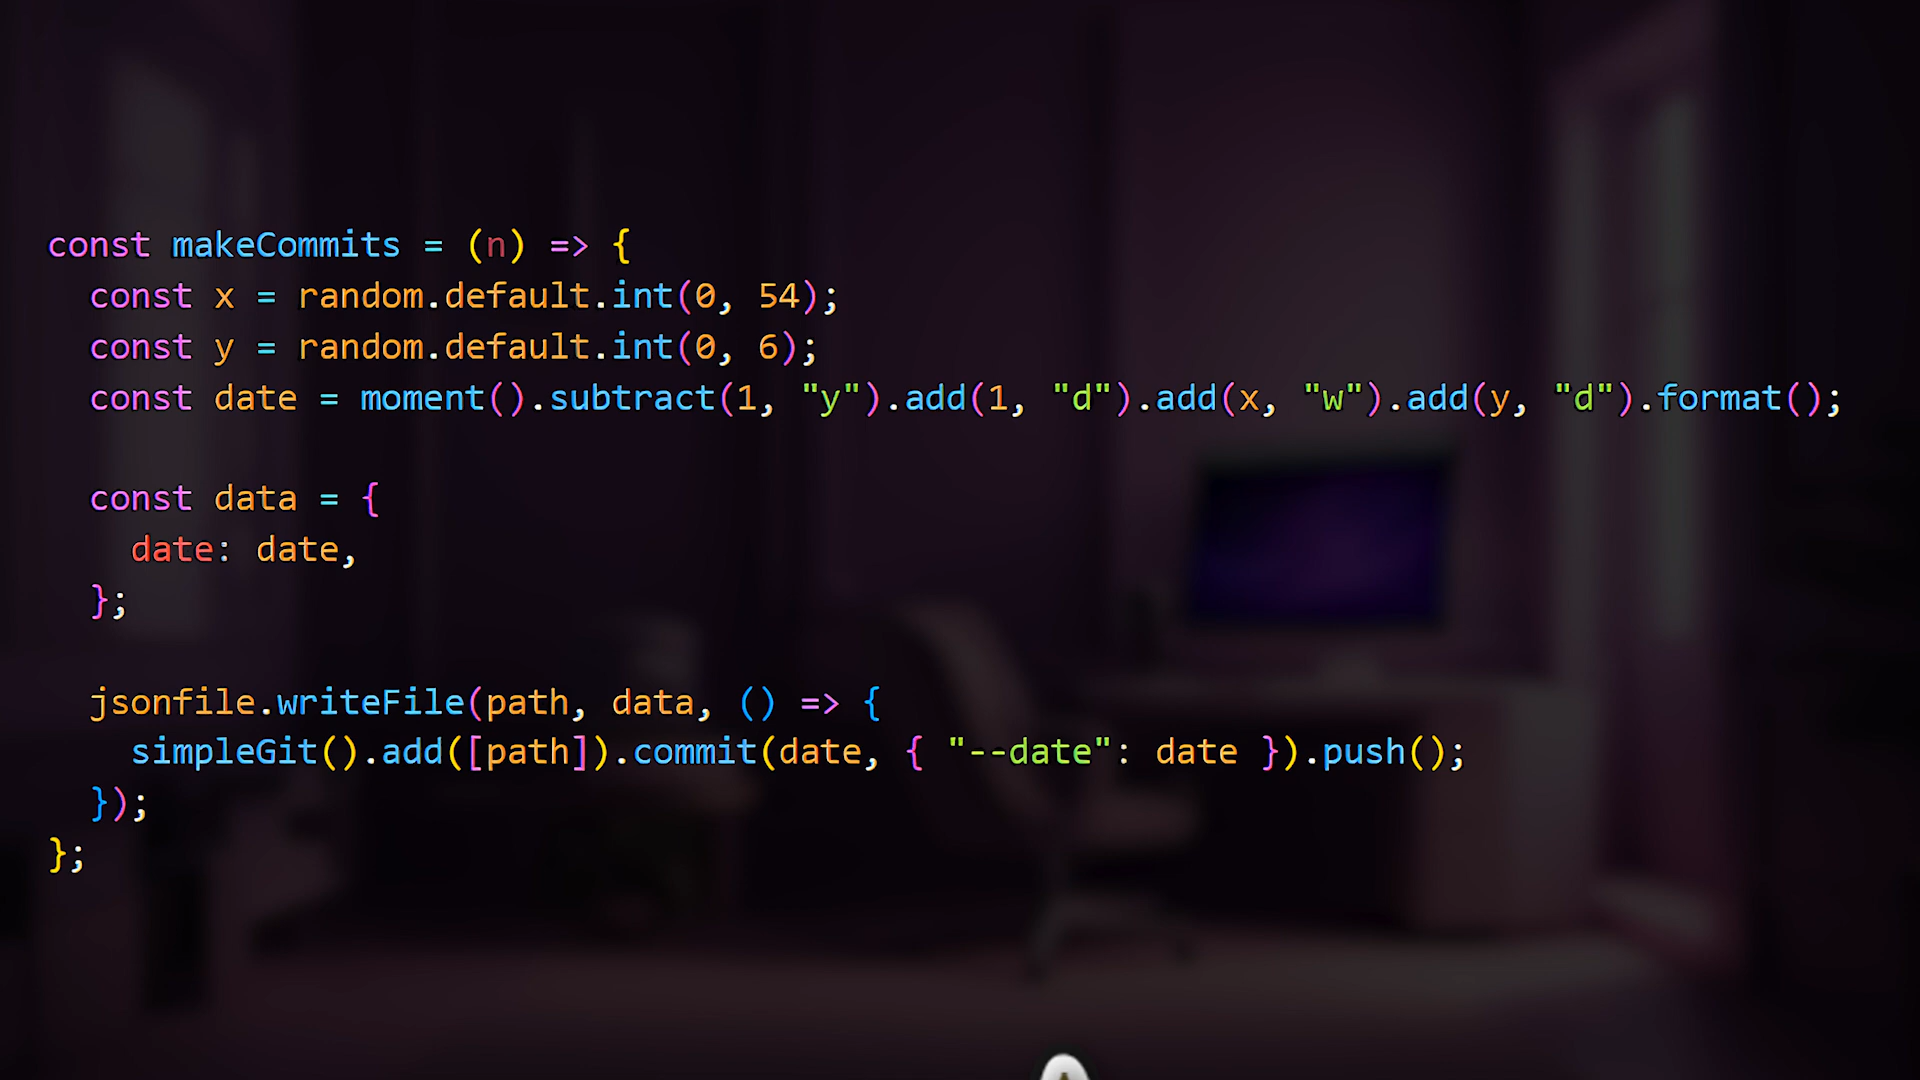 const makeCommits = (n) => {
  const x = random.default.int(0, 54);
  const y = random.default.int(0, 6);
  const date = moment().subtract(1, "y").add(1, "d").add(x, "w").add(y, "d").format();
  const data = {
    date: date,
  };
  jsonfile.writeFile(path, data, () => {
    simpleGit().add([path]).commit(date, { "--date": date }).push();
  });
};